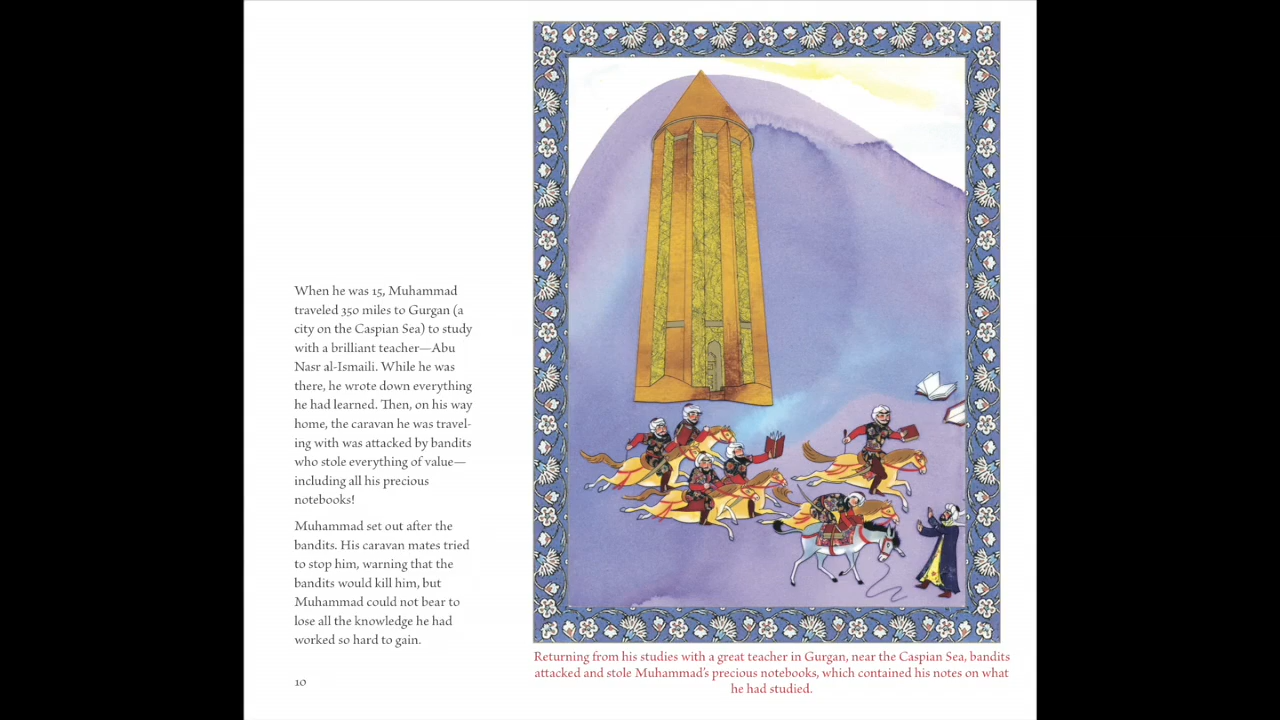 When he was 15, Muhammad
traveled 350 miles to Gurgan (a
city on the Caspian Sea) to study
with a brilliant teacher—Abu
Nasr al-Ismaili. While he was
there, he wrote down everything
he had learned. Then, on his way
home, the caravan he was travel-
ing with was attacked by bandits
who stole everything of value—
including all his precious
notebooks!
Muhammad set out after the
bandits. His caravan mates tried
to stop him, warning that the
bandits would kill him, but
Muhammad could not bear to
lose all the knowledge he had
worked so hard to gain.
10
Returning from his studies with a great teacher in Gurgan, near the Caspian Sea, bandits
attacked and stole Muhammad's precious notebooks, which contained his notes on what
he had studied.